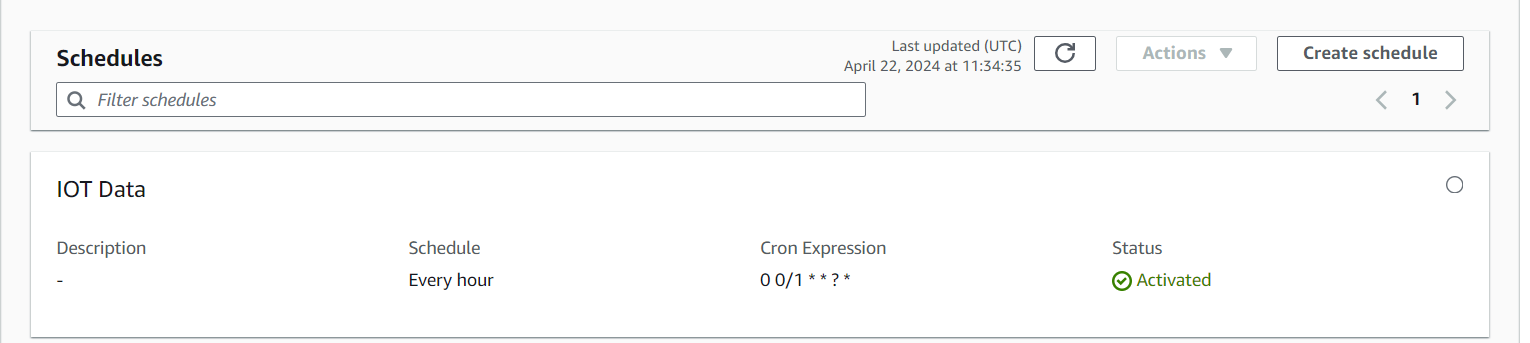 Schedules
Last updated (UTC)
April 22, 2024 at 11:34:35
Actions
Create schedule
Filter schedules
1
IOT Data
Description
Schedule
Cron Expression
Status
-
Every hour
0 0/1 * * ? *
Activated